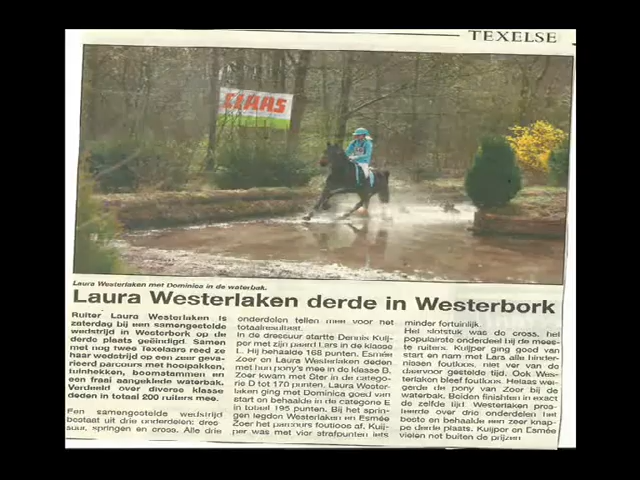 TEXELSE
CLAAS
Laura Westerlaken met Dominica in de waterbak.
Laura Westerlaken derde in Westerbork
Ruiter Laura Westerlaken is
zaterdag bij een samengestelde
wedstrijd in Westerbork op de
derde plaats geëindigd. Samen
met nog twee Texelaars reed ze
haar wedstrijd op een zeer geva-
rieerd parcours met hooipakken,
tuinhekken, boomstammen en
een fraai aangeklede waterbak.
Verdeeld over diverse klasse
deden in totaal 200 ruiters mee.
Een samengestelde wedstrijd
bestaat uit drie onderdelen: dres-
suur, springen en cross. Alle drie
onderdelen tellen mee voor het
totaalresultaat.
In de dressuur startte Dennis Kuij-
per met zijn paard Lars in de klasse
L. Hij behaalde 168 punten. Esmée
Zoer en Laura Westerlaken deden
met hun pony's mee in de klasse B.
Zoer kwam met Ster in de catego-
rie D tot 170 punten. Laura Wester-
laken ging met Dominica goed van
start en behaalde in de categorie E
in totaal 195 punten. Bij het sprin-
gen legden Westerlaken en Esmée
Zoer het parcours foutloos af. Kuij-
per was met vier strafpunten iets
minder fortuinlijk.
Het slotstuk was de cross, het
populairste onderdeel bij de mees-
te ruiters. Kuijper ging goed van
start en nam met Lars alle hinder-
nissen foutloos, niet ver van de
daarvoor gestelde tijd. Ook Wes-
terlaken bleef foutloos. Helaas wei-
gerde de pony van Zoer bij de
waterbak. Beiden finishten in exact
de zelfde tijd. Westerlaken pres-
teerde over drie onderdelen het
beste en behaalde een zeer knap-
pe derde plaats. Kuijper en Esmée
vielen net buiten de prijzen